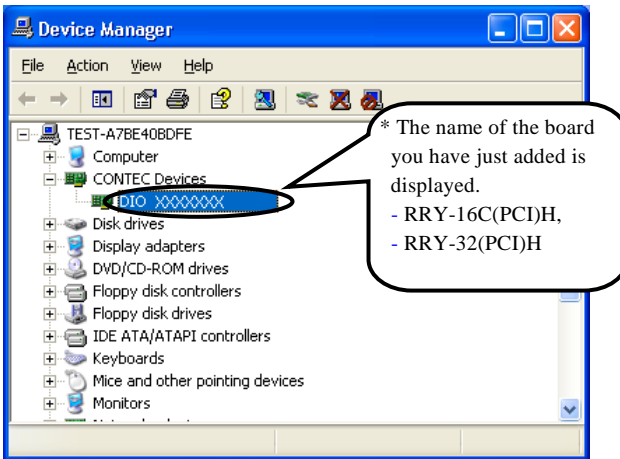 Device Manager
File Action View Help
TEST-A7BE40BDFE
Computer
CONTEC Devices
DIO XXXXXXX
Disk drives
Display adapters
DVD/CD-ROM drives
Floppy disk controllers
Floppy disk drives
IDE ATA/ATAPI controllers
Keyboards
Mice and other pointing devices
Monitors
* The name of the board
you have just added is
displayed.
- RRY-16C(PCI)H,
- RRY-32(PCI)H